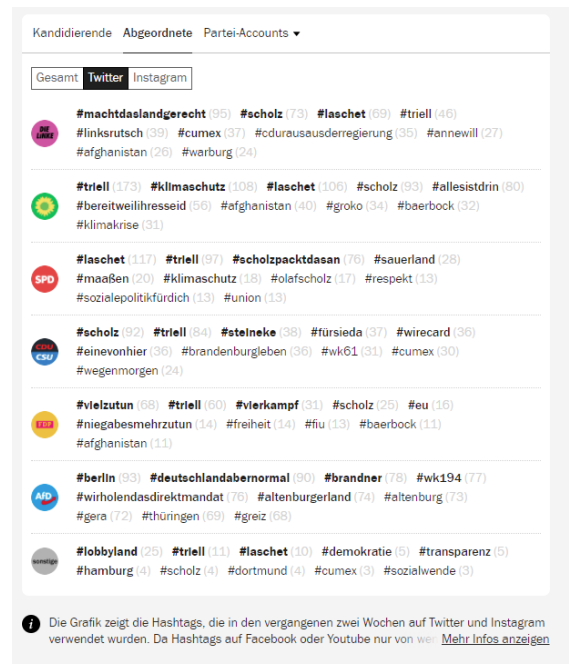 Kandidierende Abgeordnete Partei-Accounts
Gesamt Twitter Instagram
DIE LINKE
#machtdaslandgerecht (95) #scholz (73) #laschet (69) #triell (46)
#linksrutsch (39) #cumex (37) #cdurausausderregierung (35) #annewill (27)
#afghanistan (26) #warburg (24)
#triell (173) #klimaschutz (108) #laschet (106) #scholz (93) #allesistdrin (80)
#bereitweilihresseid (56) #afghanistan (40) #groko (34) #baerbock (32)
#klimakrise (31)
SPD
#laschet (117) #triell (97) #scholzpacktdasan (76) #sauerland (28)
#maaßen (20) #klimaschutz (18) #olafscholz (17) #respekt (13)
#sozialepolitikfürdich (13) #union (13)
CDU
CSU
#scholz (92) #triell (84) #steineke (38) #fürsieda (37) #wirecard (36)
#einevonhier (36) #brandenburgleben (36) #wk61 (31) #cumex (30)
#wegenmorgen (24)
FDP
#vielzutun (68) #triell (60) #vierkampf (31) #scholz (25) #eu (16)
#niegabesmehrzutun (14) #freiheit (14) #fiu (13) #baerbock (11)
#afghanistan (11)
AfD
#berlin (93) #deutschlandabernormal (90) #brandner (78) #wk194 (77)
#wirholendasdirektmandat (76) #altenburgerland (74) #altenburg (73)
#gera (72) #thüringen (69) #greiz (68)
sonstige
#lobbyland (25) #triell (11) #laschet (10) #demokratie (5) #transparenz (5)
#hamburg (4) #scholz (4) #dortmund (4) #cumex (3) #sozialwende (3)
Die Grafik zeigt die Hashtags, die in den vergangenen zwei Wochen auf Twitter und Instagram
verwendet wurden. Da Hashtags auf Facebook oder Youtube nur von Mehr Infos anzeigen